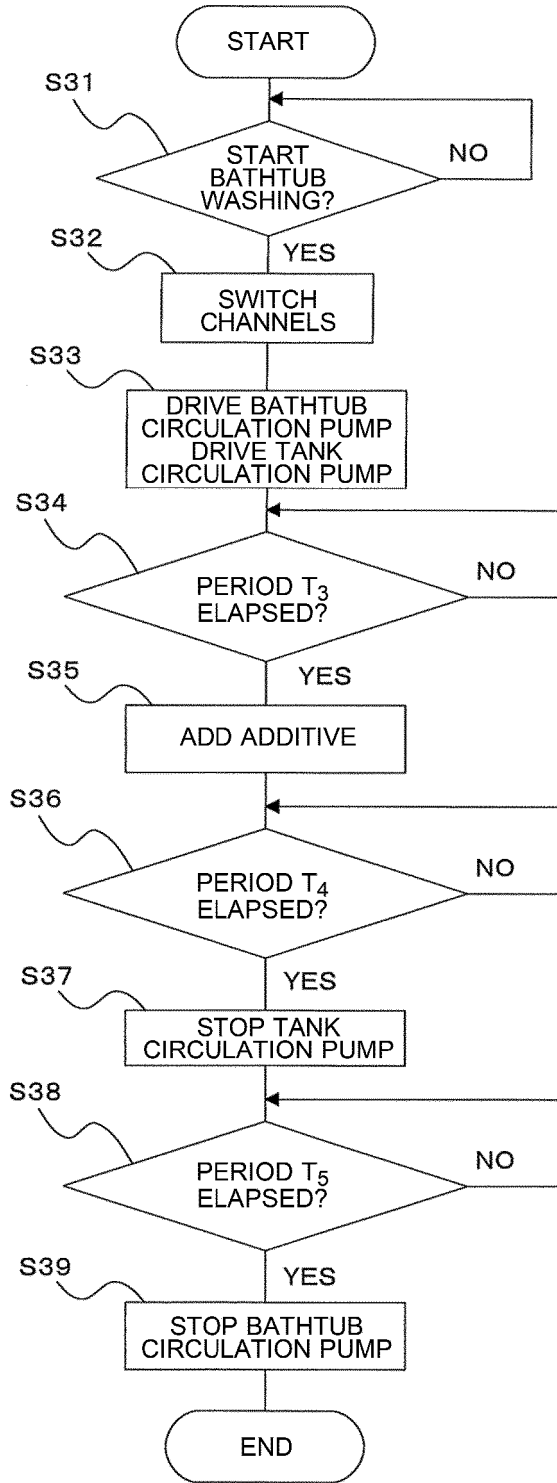 START
S31
START
BATHTUB
WASHING?
NO
YES
S32
SWITCH
CHANNELS
S33
DRIVE BATHTUB
CIRCULATION PUMP
DRIVE TANK
CIRCULATION PUMP
S34
PERIOD T3
ELAPSED?
NO
YES
S35
ADD ADDITIVE
S36
PERIOD T4
ELAPSED?
NO
YES
S37
STOP TANK
CIRCULATION PUMP
S38
PERIOD T5
ELAPSED?
NO
YES
S39
STOP BATHTUB
CIRCULATION PUMP
END